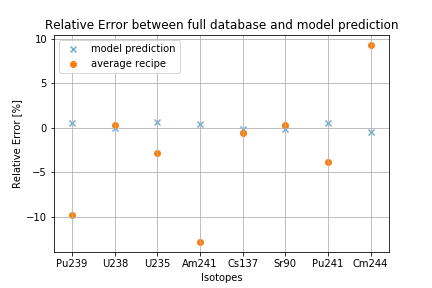 Relative Error between full database and model prediction
model prediction
average recipe
10
5
0
−5
−10
Relative Error [%]
Pu239 U238 U235 Am241 Cs137 Sr90 Pu241 Cm244
Isotopes